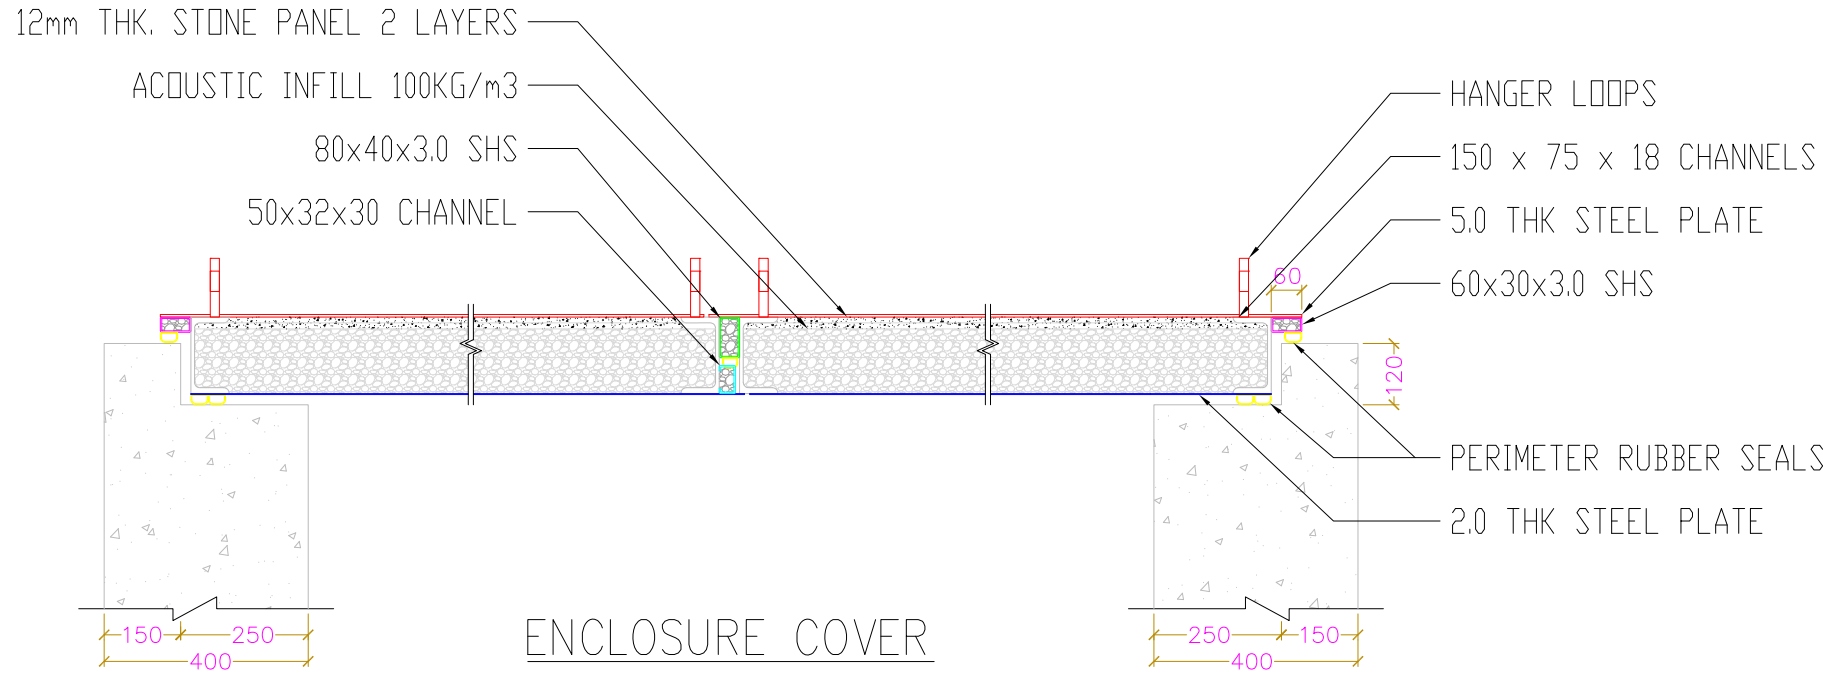 12mm THK. STONE PANEL 2 LAYERS
ACOUSTIC INFILL 100KG/m3
80x40x3.0 SHS
50x32x30 CHANNEL
HANGER LOOPS
150 x 75 x 18 CHANNELS
5.0 THK STEEL PLATE
60x30x3.0 SHS
60
120
PERIMETER RUBBER SEALS
2.0 THK STEEL PLATE
150 250
400
ENCLOSURE COVER
250 150
400